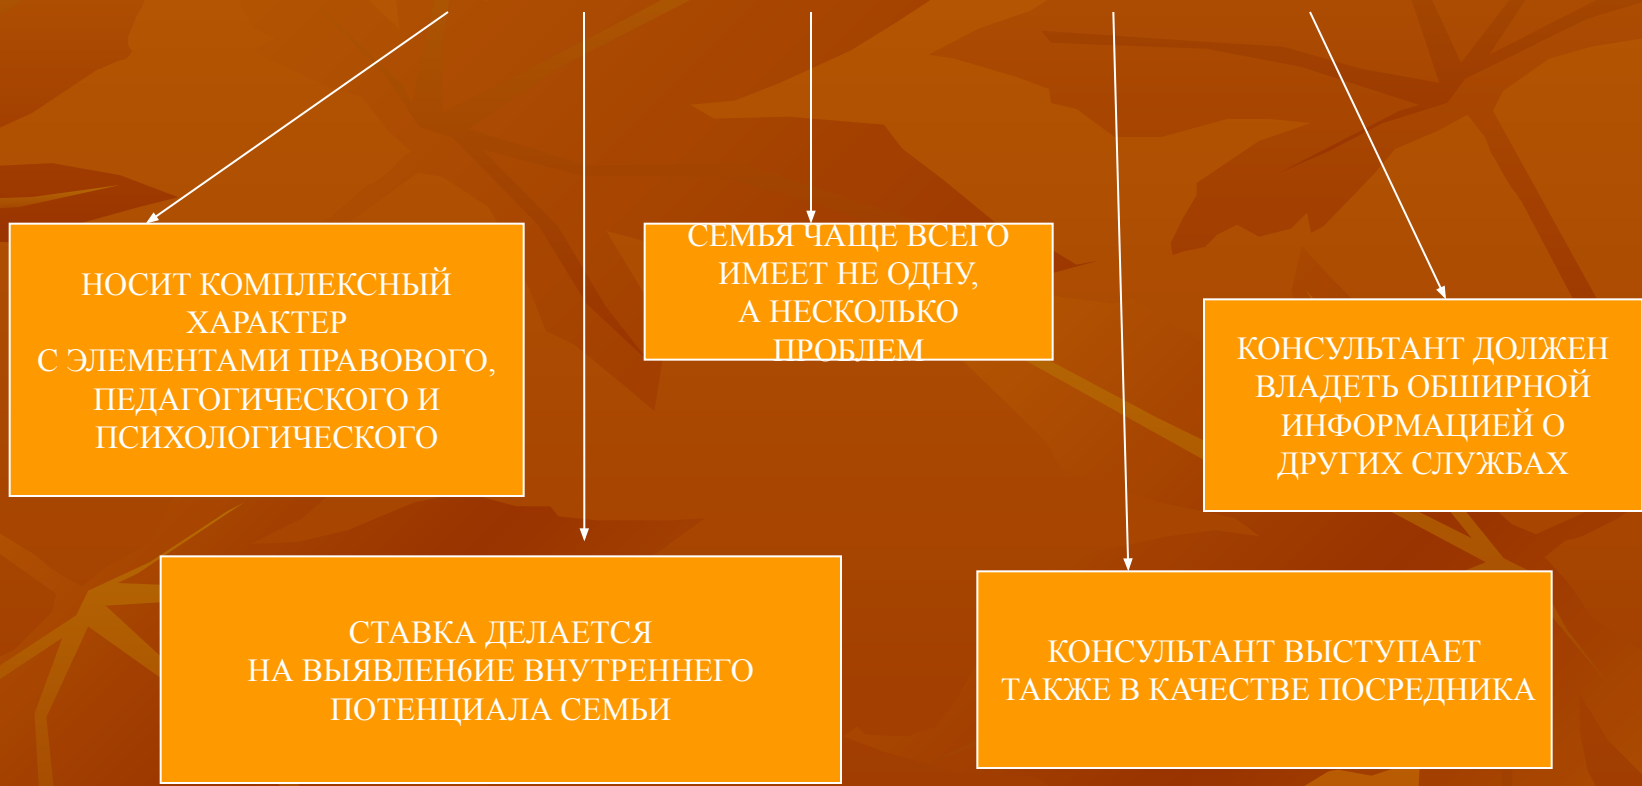 НОСИТ КОМПЛЕКСНЫЙ
ХАРАКТЕР
С ЭЛЕМЕНТАМИ ПРАВОВОГО,
ПЕДАГОГИЧЕСКОГО И
ПСИХОЛОГИЧЕСКОГО
СЕМЬЯ ЧАЩЕ ВСЕГО
ИМЕЕТ НЕ ОДНУ,
А НЕСКОЛЬКО
ПРОБЛЕМ
КОНСУЛЬТАНТ ДОЛЖЕН
ВЛАДЕТЬ ОБШИРНОЙ
ИНФОРМАЦИЕЙ О
ДРУГИХ СЛУЖБАХ
СТАВКА ДЕЛАЕТСЯ
НА ВЫЯВЛЕН6ИЕ ВНУТРЕННЕГО
ПОТЕНЦИАЛА СЕМЬИ
КОНСУЛЬТАНТ ВЫСТУПАЕТ
ТАКЖЕ В КАЧЕСТВЕ ПОСРЕДНИКА